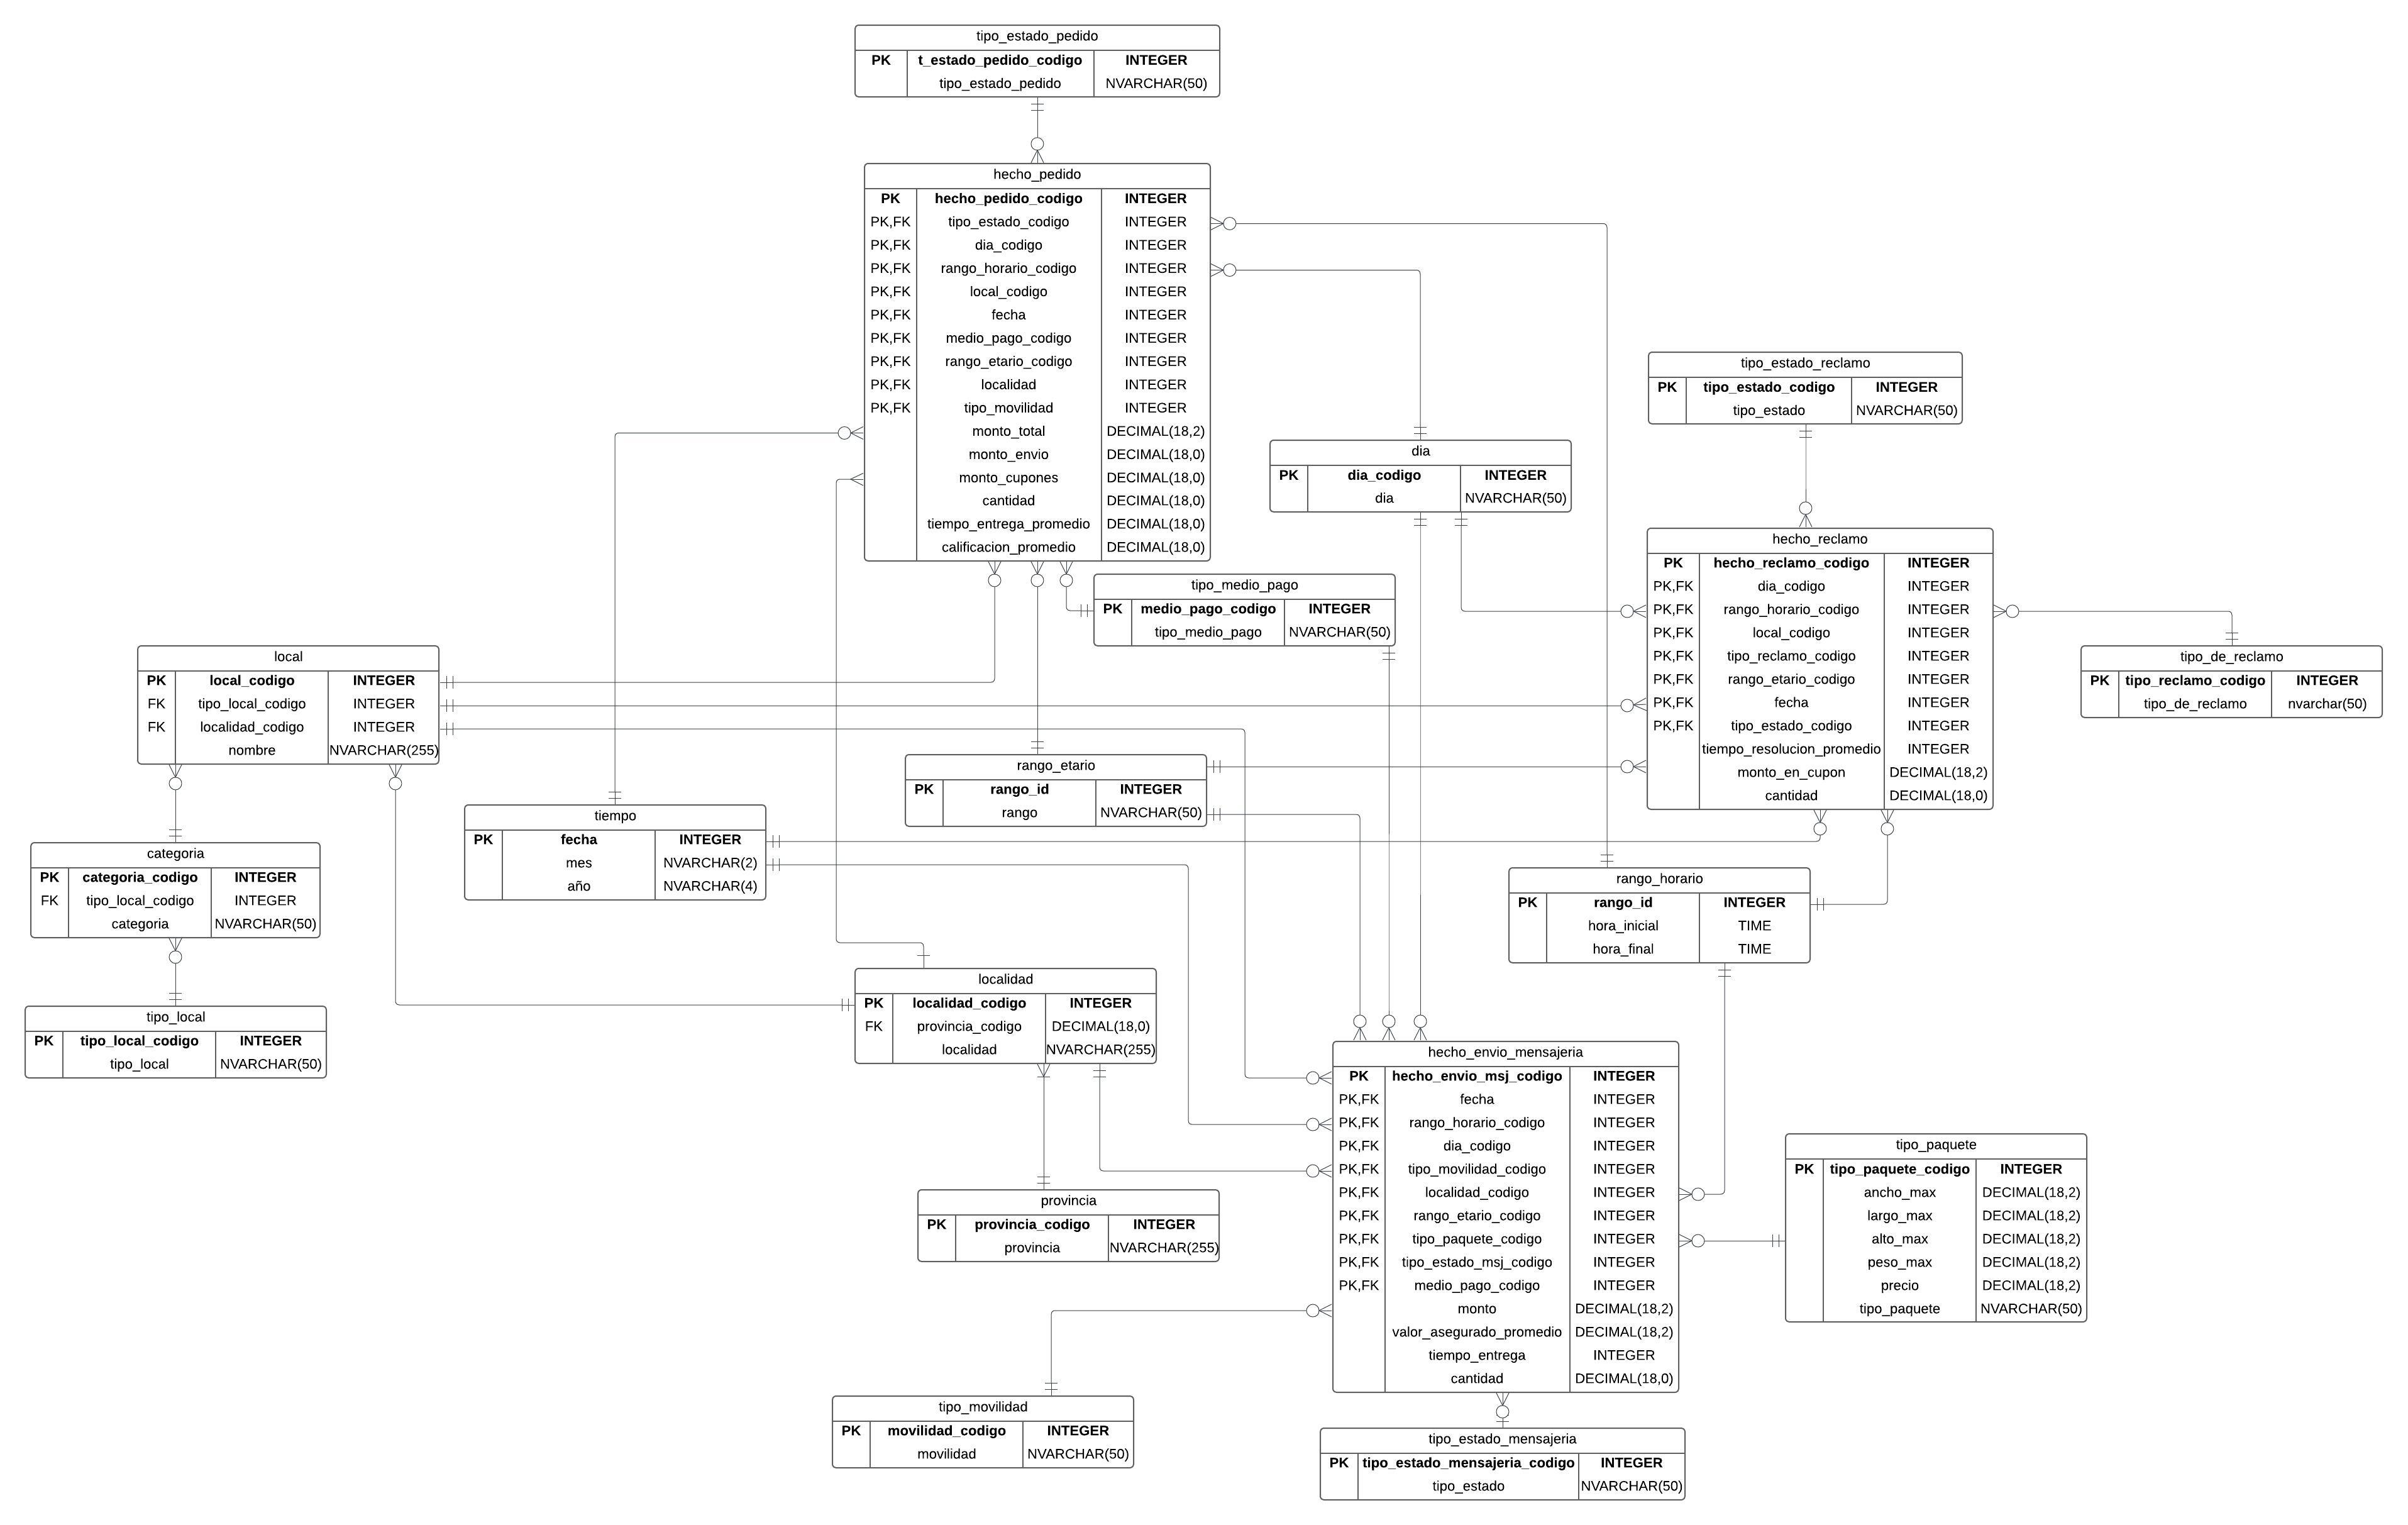 tipo_estado_pedido
PK t_estado_pedido_codigo INTEGER
tipo_estado_pedido NVARCHAR(50)
hecho_pedido
PK hecho_pedido_codigo INTEGER
PK,FK tipo_estado_codigo INTEGER
PK,FK dia_codigo INTEGER
PK,FK rango_horario_codigo INTEGER
PK,FK local_codigo INTEGER
PK,FK fecha INTEGER
PK,FK medio_pago_codigo INTEGER
PK,FK rango_etario_codigo INTEGER
PK,FK localidad INTEGER
PK,FK tipo_movilidad INTEGER
monto_total DECIMAL(18,2)
monto_envio DECIMAL(18,0)
monto_cupones DECIMAL(18,0)
cantidad DECIMAL(18,0)
tiempo_entrega_promedio DECIMAL(18,0)
calificacion_promedio DECIMAL(18,0)
tipo_estado_reclamo
PK tipo_estado_codigo INTEGER
tipo_estado NVARCHAR(50)
dia
PK dia_codigo INTEGER
dia NVARCHAR(50)
hecho_reclamo
PK hecho_reclamo_codigo INTEGER
PK,FK dia_codigo INTEGER
PK,FK rango_horario_codigo INTEGER
PK,FK local_codigo INTEGER
PK,FK tipo_reclamo_codigo INTEGER
PK,FK rango_etario_codigo INTEGER
PK,FK fecha INTEGER
PK,FK tipo_estado_codigo INTEGER
tiempo_resolucion_promedio INTEGER
monto_en_cupon DECIMAL(18,2)
cantidad DECIMAL(18,0)
tipo_medio_pago
PK medio_pago_codigo INTEGER
tipo_medio_pago NVARCHAR(50)
local
PK local_codigo INTEGER
FK tipo_local_codigo INTEGER
FK localidad_codigo INTEGER
nombre NVARCHAR(255)
tipo_de_reclamo
PK tipo_reclamo_codigo INTEGER
tipo_de_reclamo nvarchar(50)
rango_etario
PK rango_id INTEGER
rango NVARCHAR(50)
tiempo
PK fecha INTEGER
mes NVARCHAR(2)
año NVARCHAR(4)
categoria
PK categoria_codigo INTEGER
FK tipo_local_codigo INTEGER
categoria NVARCHAR(50)
rango_horario
PK rango_id INTEGER
hora_inicial TIME
hora_final TIME
localidad
PK localidad_codigo INTEGER
FK provincia_codigo DECIMAL(18,0)
localidad NVARCHAR(255)
tipo_local
PK tipo_local_codigo INTEGER
tipo_local NVARCHAR(50)
hecho_envio_mensajeria
PK hecho_envio_msj_codigo INTEGER
PK,FK fecha INTEGER
PK,FK rango_horario_codigo INTEGER
PK,FK dia_codigo INTEGER
PK,FK tipo_movilidad_codigo INTEGER
PK,FK localidad_codigo INTEGER
PK,FK rango_etario_codigo INTEGER
PK,FK tipo_paquete_codigo INTEGER
PK,FK tipo_estado_msj_codigo INTEGER
PK,FK medio_pago_codigo INTEGER
monto DECIMAL(18,2)
valor_asegurado_promedio DECIMAL(18,2)
tiempo_entrega INTEGER
cantidad DECIMAL(18,0)
tipo_paquete
PK tipo_paquete_codigo INTEGER
ancho_max DECIMAL(18,2)
largo_max DECIMAL(18,2)
alto_max DECIMAL(18,2)
peso_max DECIMAL(18,2)
precio DECIMAL(18,2)
tipo_paquete NVARCHAR(50)
provincia
PK provincia_codigo INTEGER
provincia NVARCHAR(255)
tipo_movilidad
PK movilidad_codigo INTEGER
movilidad NVARCHAR(50)
tipo_estado_mensajeria
PK tipo_estado_mensajeria_codigo INTEGER
tipo_estado NVARCHAR(50)